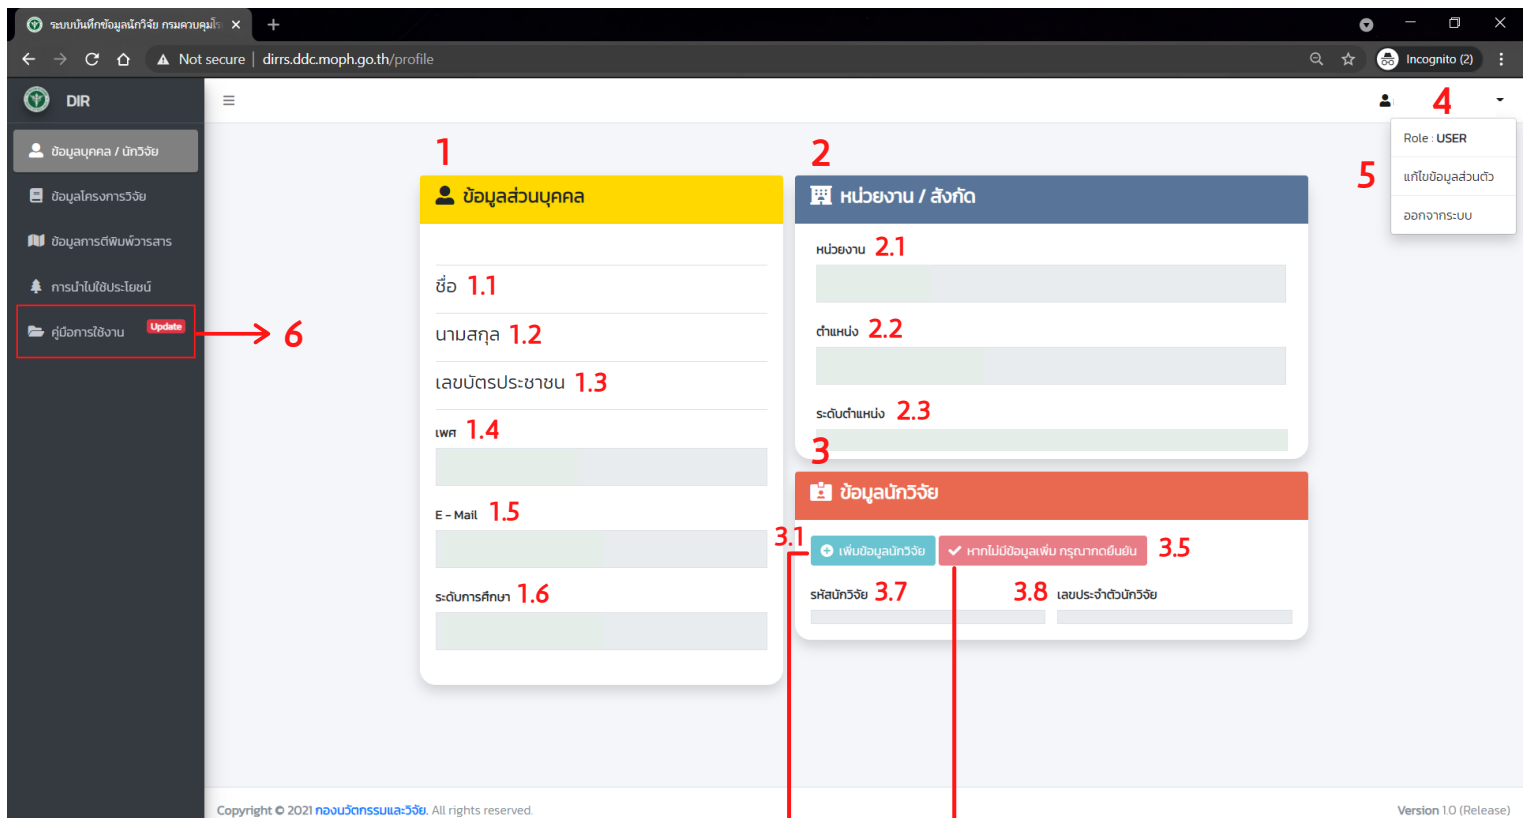 ระบบบันทึกข้อมูลนักวิจัย กรมควบคุมโร
Not secure | dirrs.ddc.moph.go.th/profile
Incognito (2)
DIR
4
Role : USER
แก้ไขข้อมูลส่วนตัว
ออกจากระบบ
5
ข้อมูลบุคคล / นักวิจัย
ข้อมูลโครงการวิจัย
ข้อมูลการตีพิมพ์วารสาร
การนำไปใช้ประโยชน์
คู่มือการใช้งาน Update
6
1
ข้อมูลส่วนบุคคล
ชื่อ 1.1
นามสกุล 1.2
เลขบัตรประชาชน 1.3
เพศ 1.4
E - Mail 1.5
ระดับการศึกษา 1.6
2
หน่วยงาน / สังกัด
หน่วยงาน 2.1
ตำแหน่ง 2.2
ระดับตำแหน่ง 2.3
3
ข้อมูลนักวิจัย
3.1 เพิ่มข้อมูลนักวิจัย หากไม่มีข้อมูลเพิ่ม กรุณากดยืนยัน 3.5
รหัสนักวิจัย 3.7 3.8 เลขประจำตัวนักวิจัย
Copyright © 2021 กองนวัตกรรมและวิจัย. All rights reserved.
Version 1.0 (Release)